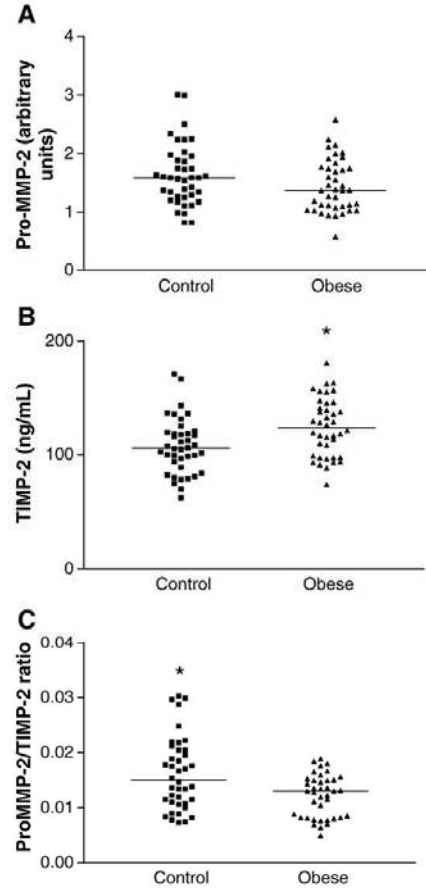 A
Pro-MMP-2 (arbitrary
units)
4
3
2
1
0
Control
Obese
B
TIMP-2 (ng/mL)
200
100
0
*
Control
Obese
C
ProMMP-2/TIMP-2 ratio
0.04
0.03
0.02
0.01
0.00
*
Control
Obese